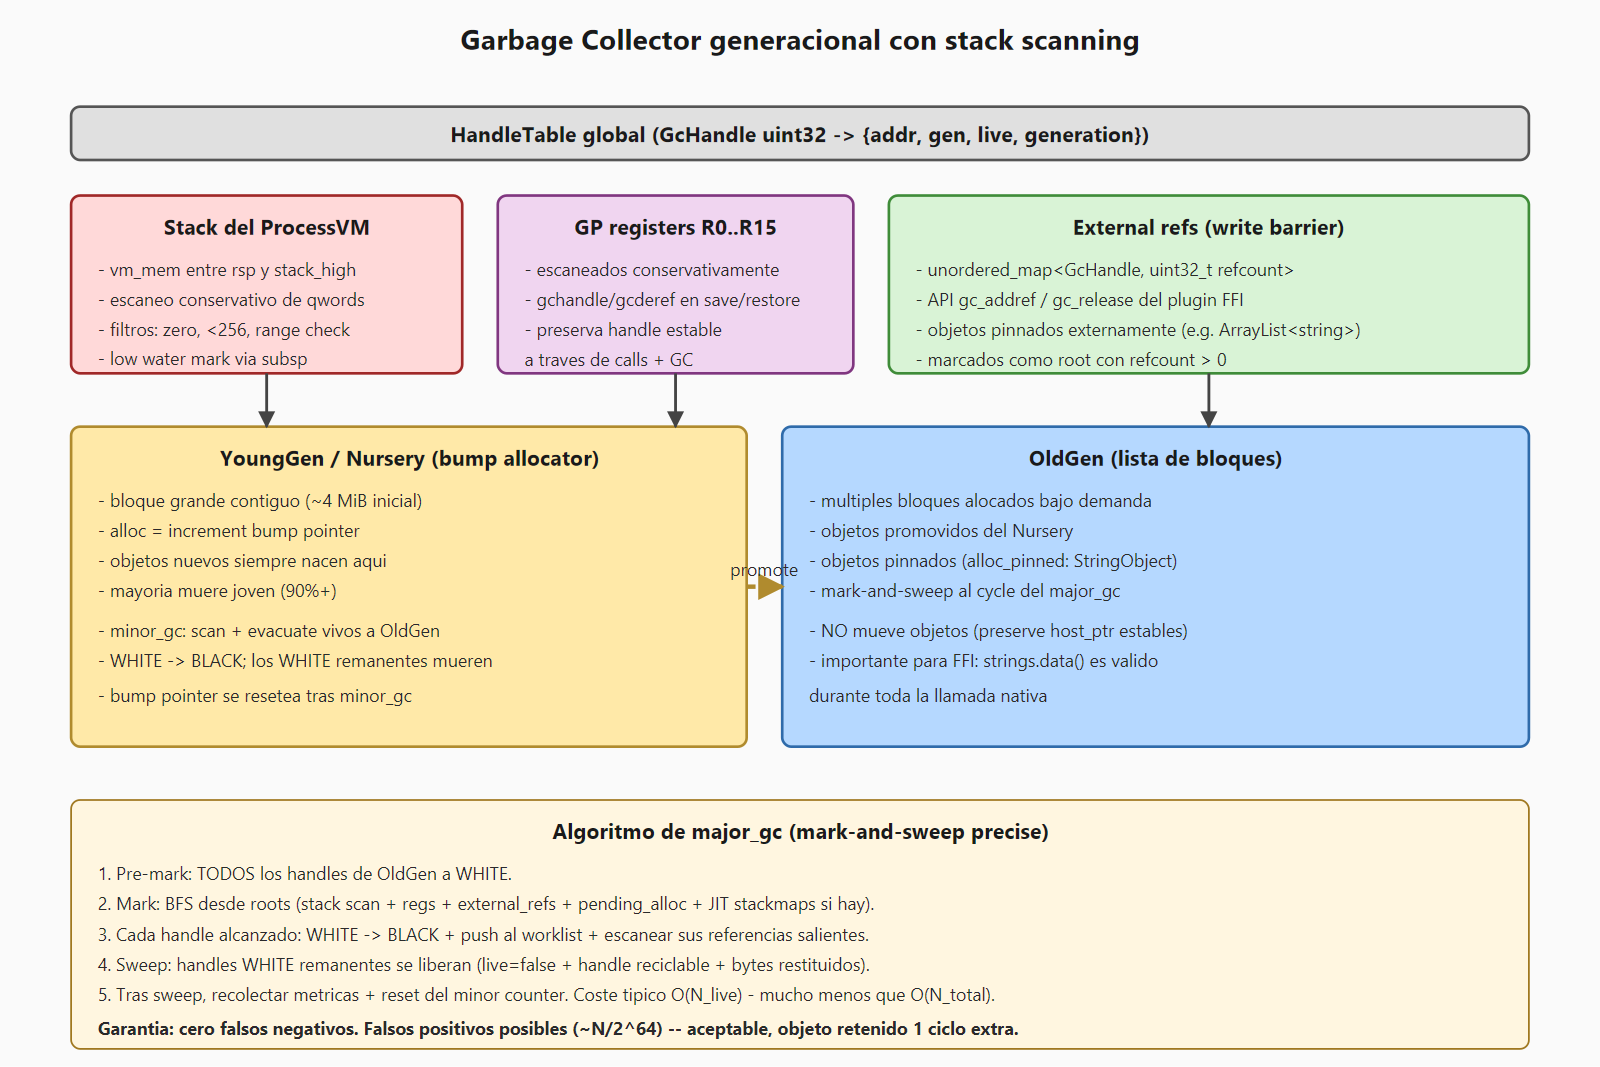 Garbage Collector generacional con stack scanning
HandleTable global (GcHandle uint32 -> {addr, gen, live, generation})
Stack del ProcessVM
- vm_mem entre rsp y stack_high
- escaneo conservativo de qwords
- filtros: zero, <256, range check
- low water mark via subsp
GP registers R0..R15
- escaneados conservativamente
- gchandle/gcderef en save/restore
- preserva handle estable
a traves de calls + GC
External refs (write barrier)
- unordered_map<GcHandle, uint32_t refcount>
- API gc_addref / gc_release del plugin FFI
- objetos pinnados externamente (e.g. ArrayList<string>)
- marcados como root con refcount > 0
YoungGen / Nursery (bump allocator)
- bloque grande contiguo (~4 MiB inicial)
- alloc = increment bump pointer
- objetos nuevos siempre nacen aqui
- mayoria muere joven (90%+)
- minor_gc: scan + evacuate vivos a OldGen
- WHITE -> BLACK; los WHITE remanentes mueren
- bump pointer se resetea tras minor_gc
promote
OldGen (lista de bloques)
- multiples bloques alocados bajo demanda
- objetos promovidos del Nursery
- objetos pinnados (alloc_pinned: StringObject)
- mark-and-sweep al cycle del major_gc
- NO mueve objetos (preserve host_ptr estables)
- importante para FFI: strings.data() es valido
durante toda la llamada nativa
Algoritmo de major_gc (mark-and-sweep precise)
1. Pre-mark: TODOS los handles de OldGen a WHITE.
2. Mark: BFS desde roots (stack scan + regs + external_refs + pending_alloc + JIT stackmaps si hay).
3. Cada handle alcanzado: WHITE -> BLACK + push al worklist + escanear sus referencias salientes.
4. Sweep: handles WHITE remanentes se liberan (live=false + handle reciclable + bytes restituidos).
5. Tras sweep, recolectar metricas + reset del minor counter. Coste tipico O(N_live) - mucho menos que O(N_total).
Garantia: cero falsos negativos. Falsos positivos posibles (~N/2^64) -- aceptable, objeto retenido 1 ciclo extra.